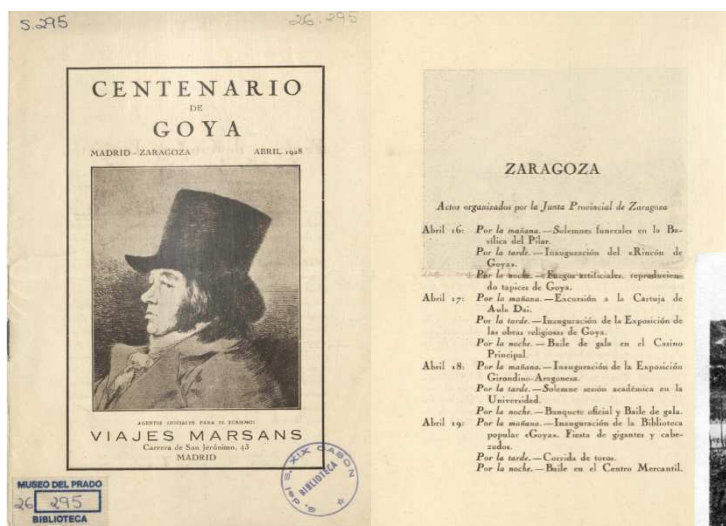 S.295
26.295
CENTENARIO
DE
GOYA
MADRID - ZARAGOZA ABRIL 1928
AGENTES OFICIALES PARA EL TURISMO:
VIAJES MARSANS
Carrera de San Jerónimo, 43
MADRID
S. del S. XIX CASON
BIBLIOTECA
MUSEO DEL PRADO
26 295
BIBLIOTECA
ZARAGOZA
Actos organizados por la Junta Provincial de Zaragoza
Abril 16: Por la mañana.—Solemnes funerales en la Ba-
sílica del Pilar.
Por la tarde.—Inauguración del «Rincón de
Goya».
Por la noche.—Fuegos artificiales, reproducien-
do tapices de Goya.
Abril 17: Por la mañana.—Excursión a la Cartuja de
Aula Dei.
Por la tarde.—Inauguración de la Exposición de
las obras religiosas de Goya.
Por la noche.—Baile de gala en el Casino
Principal.
Abril 18: Por la mañana.—Inauguración de la Exposición
Girondino-Aragonesa.
Por la tarde.—Solemne sesión académica en la
Universidad.
Por la noche.—Banquete oficial y Baile de gala.
Abril 19: Por la mañana.—Inauguración de la Biblioteca
popular «Goya». Fiesta de gigantes y cabe-
zudos.
Por la tarde.—Corrida de toros.
Por la noche.—Baile en el Centro Mercantil.